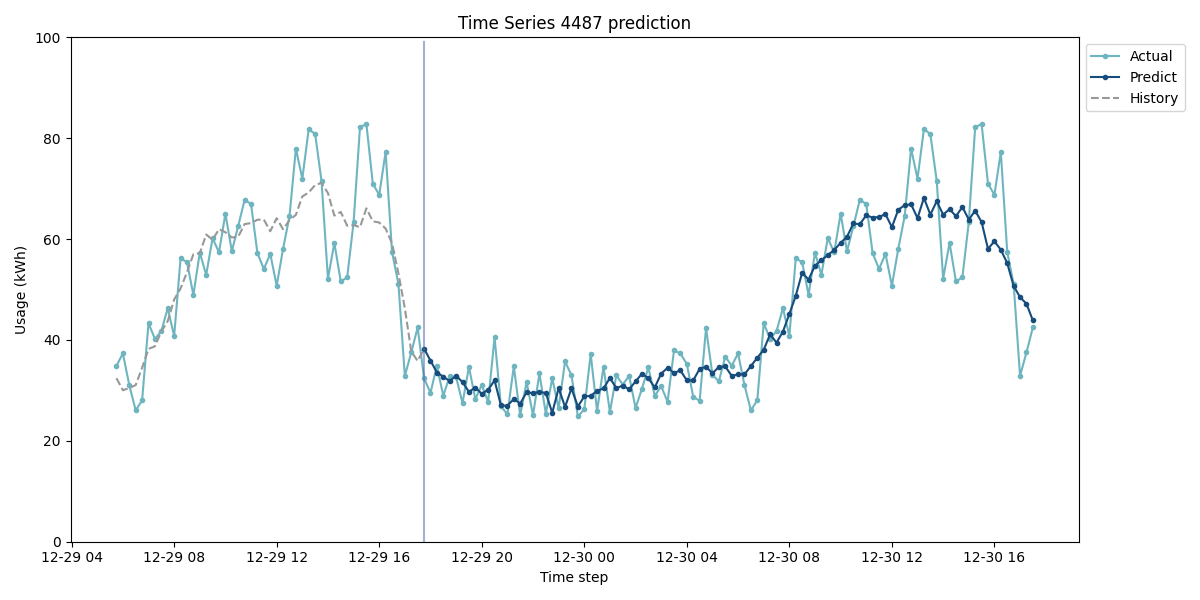 Time Series 4487 prediction
100
80
60
40
20
0
Usage (kWh)
12-29 04
12-29 08
12-29 12
12-29 16
12-29 20
12-30 00
12-30 04
12-30 08
12-30 12
12-30 16
Time step
Actual
Predict
History